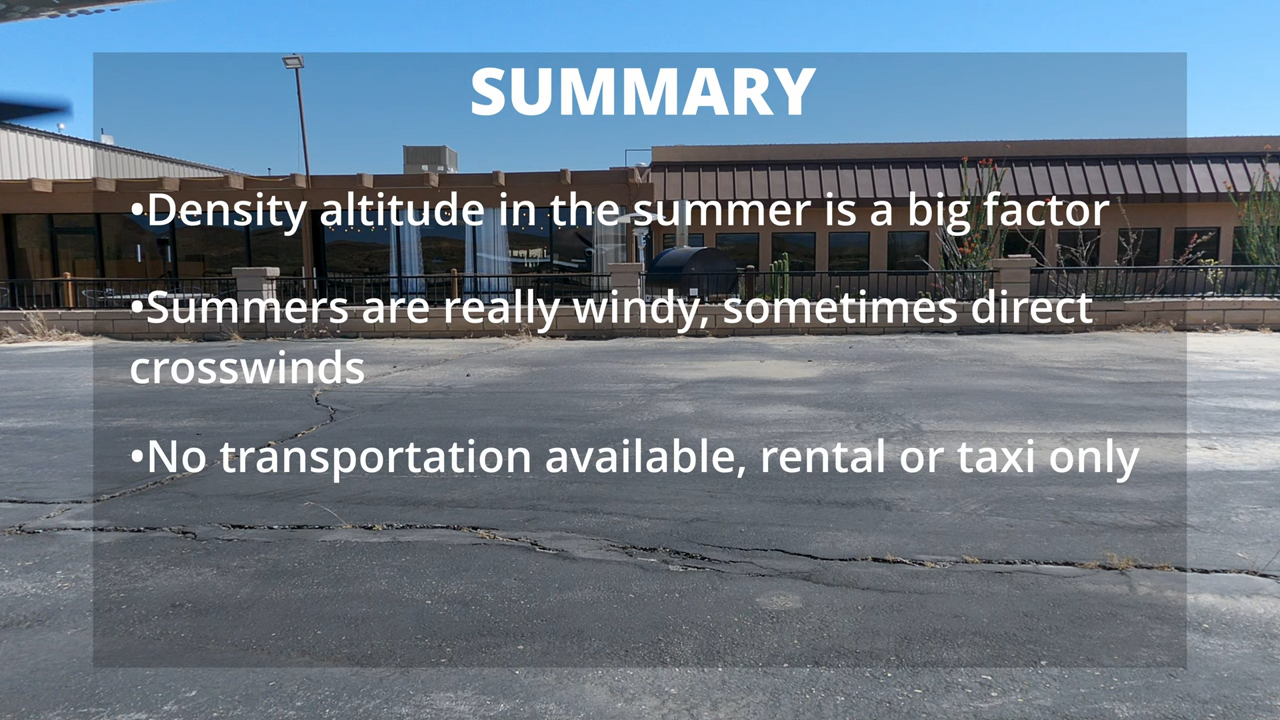 SUMMARY
•Density altitude in the summer is a big factor
•Summers are really windy, sometimes direct
crosswinds
•No transportation available, rental or taxi only